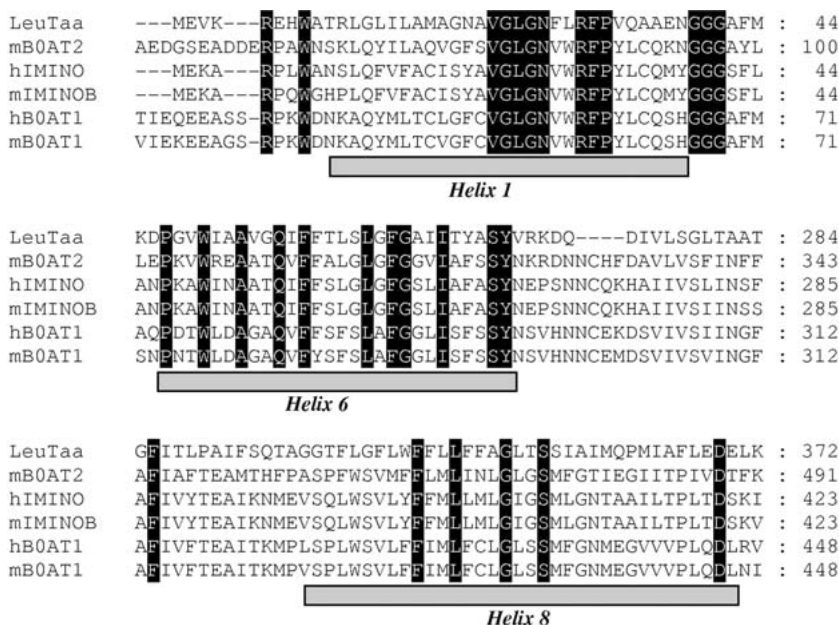 LeuTaa ---MEVK--REHWATRLGLILAMAGNAVGLGNFLRFPVQAAENGGGAFM : 44
mB0AT2 AEDGSEADDERPAWNSKLQYILAQVGFSVGLGNVWRFPYLCQKNGGGAYL : 100
hIMINO ---MEKA---RPLWANSLQFVFACISYAVGLGNVWRFPYLCQMYGGGSFL : 44
mIMINOB ---MEKA---RPQWGHPLQFVFACISYAVGLGNVWRFPYLCQMYGGGSFL : 44
hB0AT1 TIEQEEASS-RPKWDNKAQYMLTCLGFCVGLGNVWRFPYLCQSHGGGAFM : 71
mB0AT1 VIEKEEAGS-RPKWDNKAQYMLTCVGFCVGLGNVWRFPYLCQSHGGGAFM : 71
Helix 1
LeuTaa KDPGVWIAAVGQIFFTLSLGFGAIITYASYVRKDQ----DIVLSGLTAAT : 284
mB0AT2 LEPKVWREAATQVFFALGLGFGGVIAFSSYNKRDNNCHFDAVLVSFINFF : 343
hIMINO ANPKAWINAATQIFFSLGLGFGSLIAFASYNEPSNNCQKHAIIVSLINSF : 285
mIMINOB ANPKAWINAATQIFFSLGLGFGSLIAFASYNEPSNNCQKHAIIVSIINSS : 285
hB0AT1 AQPDTWLDAGAQVFFSFSLAFGGLISFSSYNSVHNNCEKDSVIVSIINGF : 312
mB0AT1 SNPNTWLDAGAQVFYSFSLAFGGLISFSSYNSVHNNCEMDSVIVSVINGF : 312
Helix 6
LeuTaa GFITLPAIFSQTAGGTFLGFLWFFLLFFAGLTSSIAIMQPMIAFLEDELK : 372
mB0AT2 AFIAFTEAMTHFPASPFWSVMFFLMLINLGLGSMFGTIEGIITPIVDTFK : 491
hIMINO AFIVYTEAIKNMEVSQLWSVLYFFMLLMLGIGSMLGNTAAILTPLTDSKI : 423
mIMINOB AFIVYTEAIKNMEVSQLWSVLYFFMLLMLGIGSMLGNTAAILTPLTDSKV : 423
hB0AT1 AFIVFTEAITKMPLSPLWSVLFFIMLFCLGLSSMFGNMEGVVVPLQDLRV : 448
mB0AT1 AFIVFTEAITKMPVSPLWSVLFFIMLFCLGLSSMFGNMEGVVVPLQDLNI : 448
Helix 8